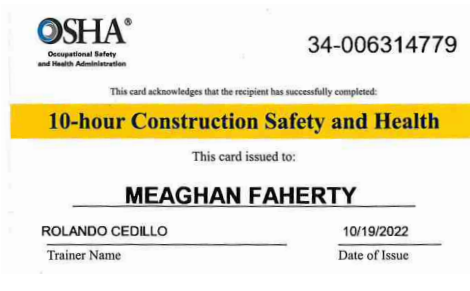 OSHA®
Occupational Safety
and Health Administration
34-006314779
This card acknowledges that the recipient has successfully completed:
10-hour Construction Safety and Health
This card issued to:
MEAGHAN FAHERTY
ROLANDO CEDILLO 10/19/2022
Trainer Name Date of Issue